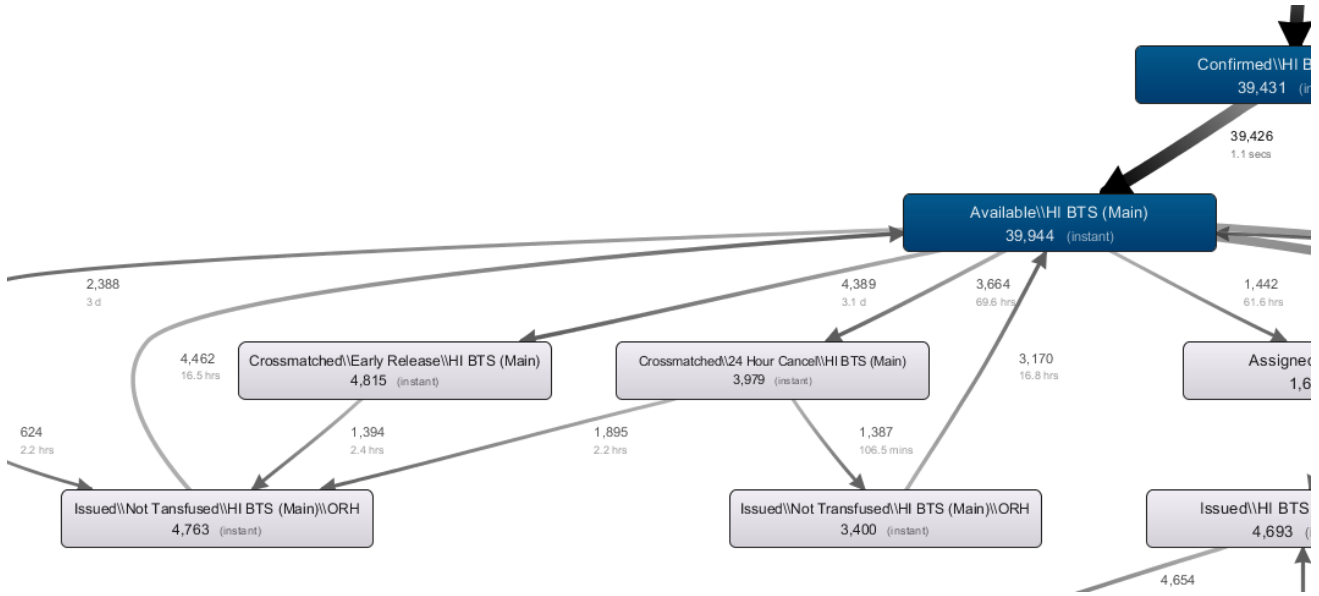 Confirmed\\HI B
39,431 (in
39,426
1.1 secs
Available\\HI BTS (Main)
39,944 (instant)
2,388
3 d
4,389
3.1 d
3,664
69.6 hrs
1,442
61.6 hrs
4,462
16.5 hrs
Crossmatched\\Early Release\\HI BTS (Main)
4,815 (instant)
Crossmatched\\24 Hour Cancel\\HI BTS (Main)
3,979 (instant)
3,170
16.8 hrs
Assigned
1,6
624
2.2 hrs
1,394
2.4 hrs
1,895
2.2 hrs
1,387
106.5 mins
Issued\\Not Tansfused\\HI BTS (Main)\\ORH
4,763 (instant)
Issued\\Not Transfused\\HI BTS (Main)\\ORH
3,400 (instant)
Issued\\HI BTS
4,693 (i
4,654